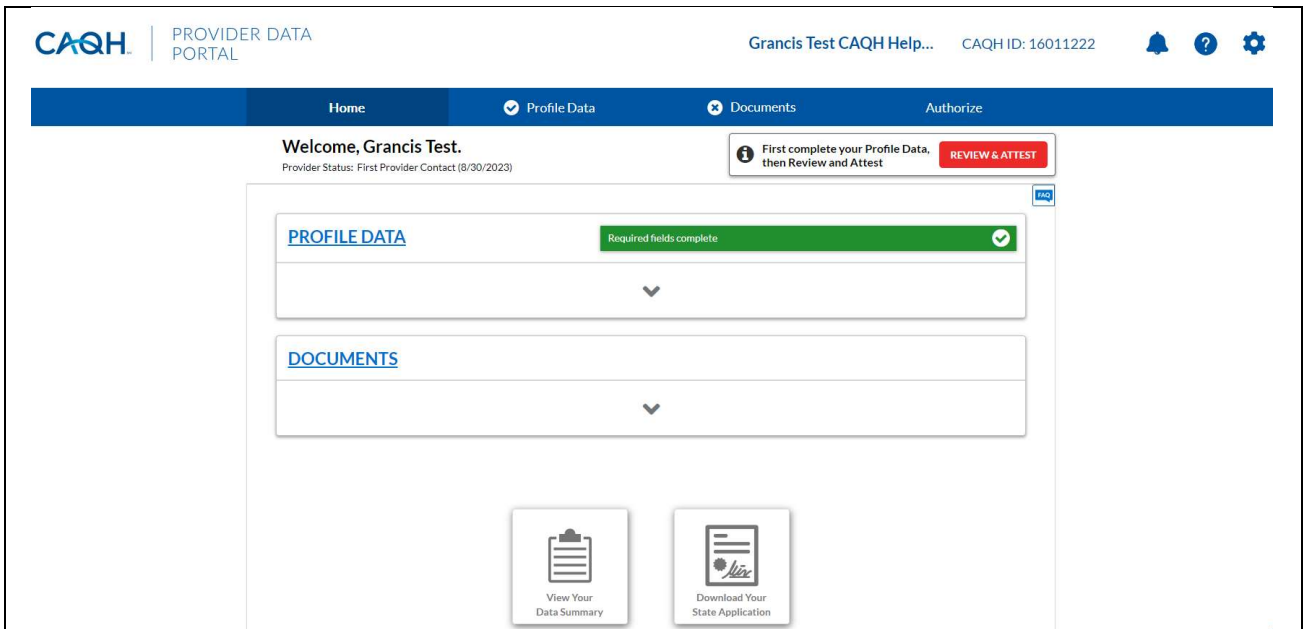 CAQH
PROVIDER DATA
PORTAL
Grancis Test CAQH Help...
CAQH ID: 16011222
Home
Profile Data
Documents
Authorize
Welcome, Grancis Test.
Provider Status: First Provider Contact (8/30/2023)
First complete your Profile Data,
then Review and Attest
REVIEW & ATTEST
FAQ
PROFILE DATA
Required fields complete
DOCUMENTS
View Your
Data Summary
Download Your
State Application